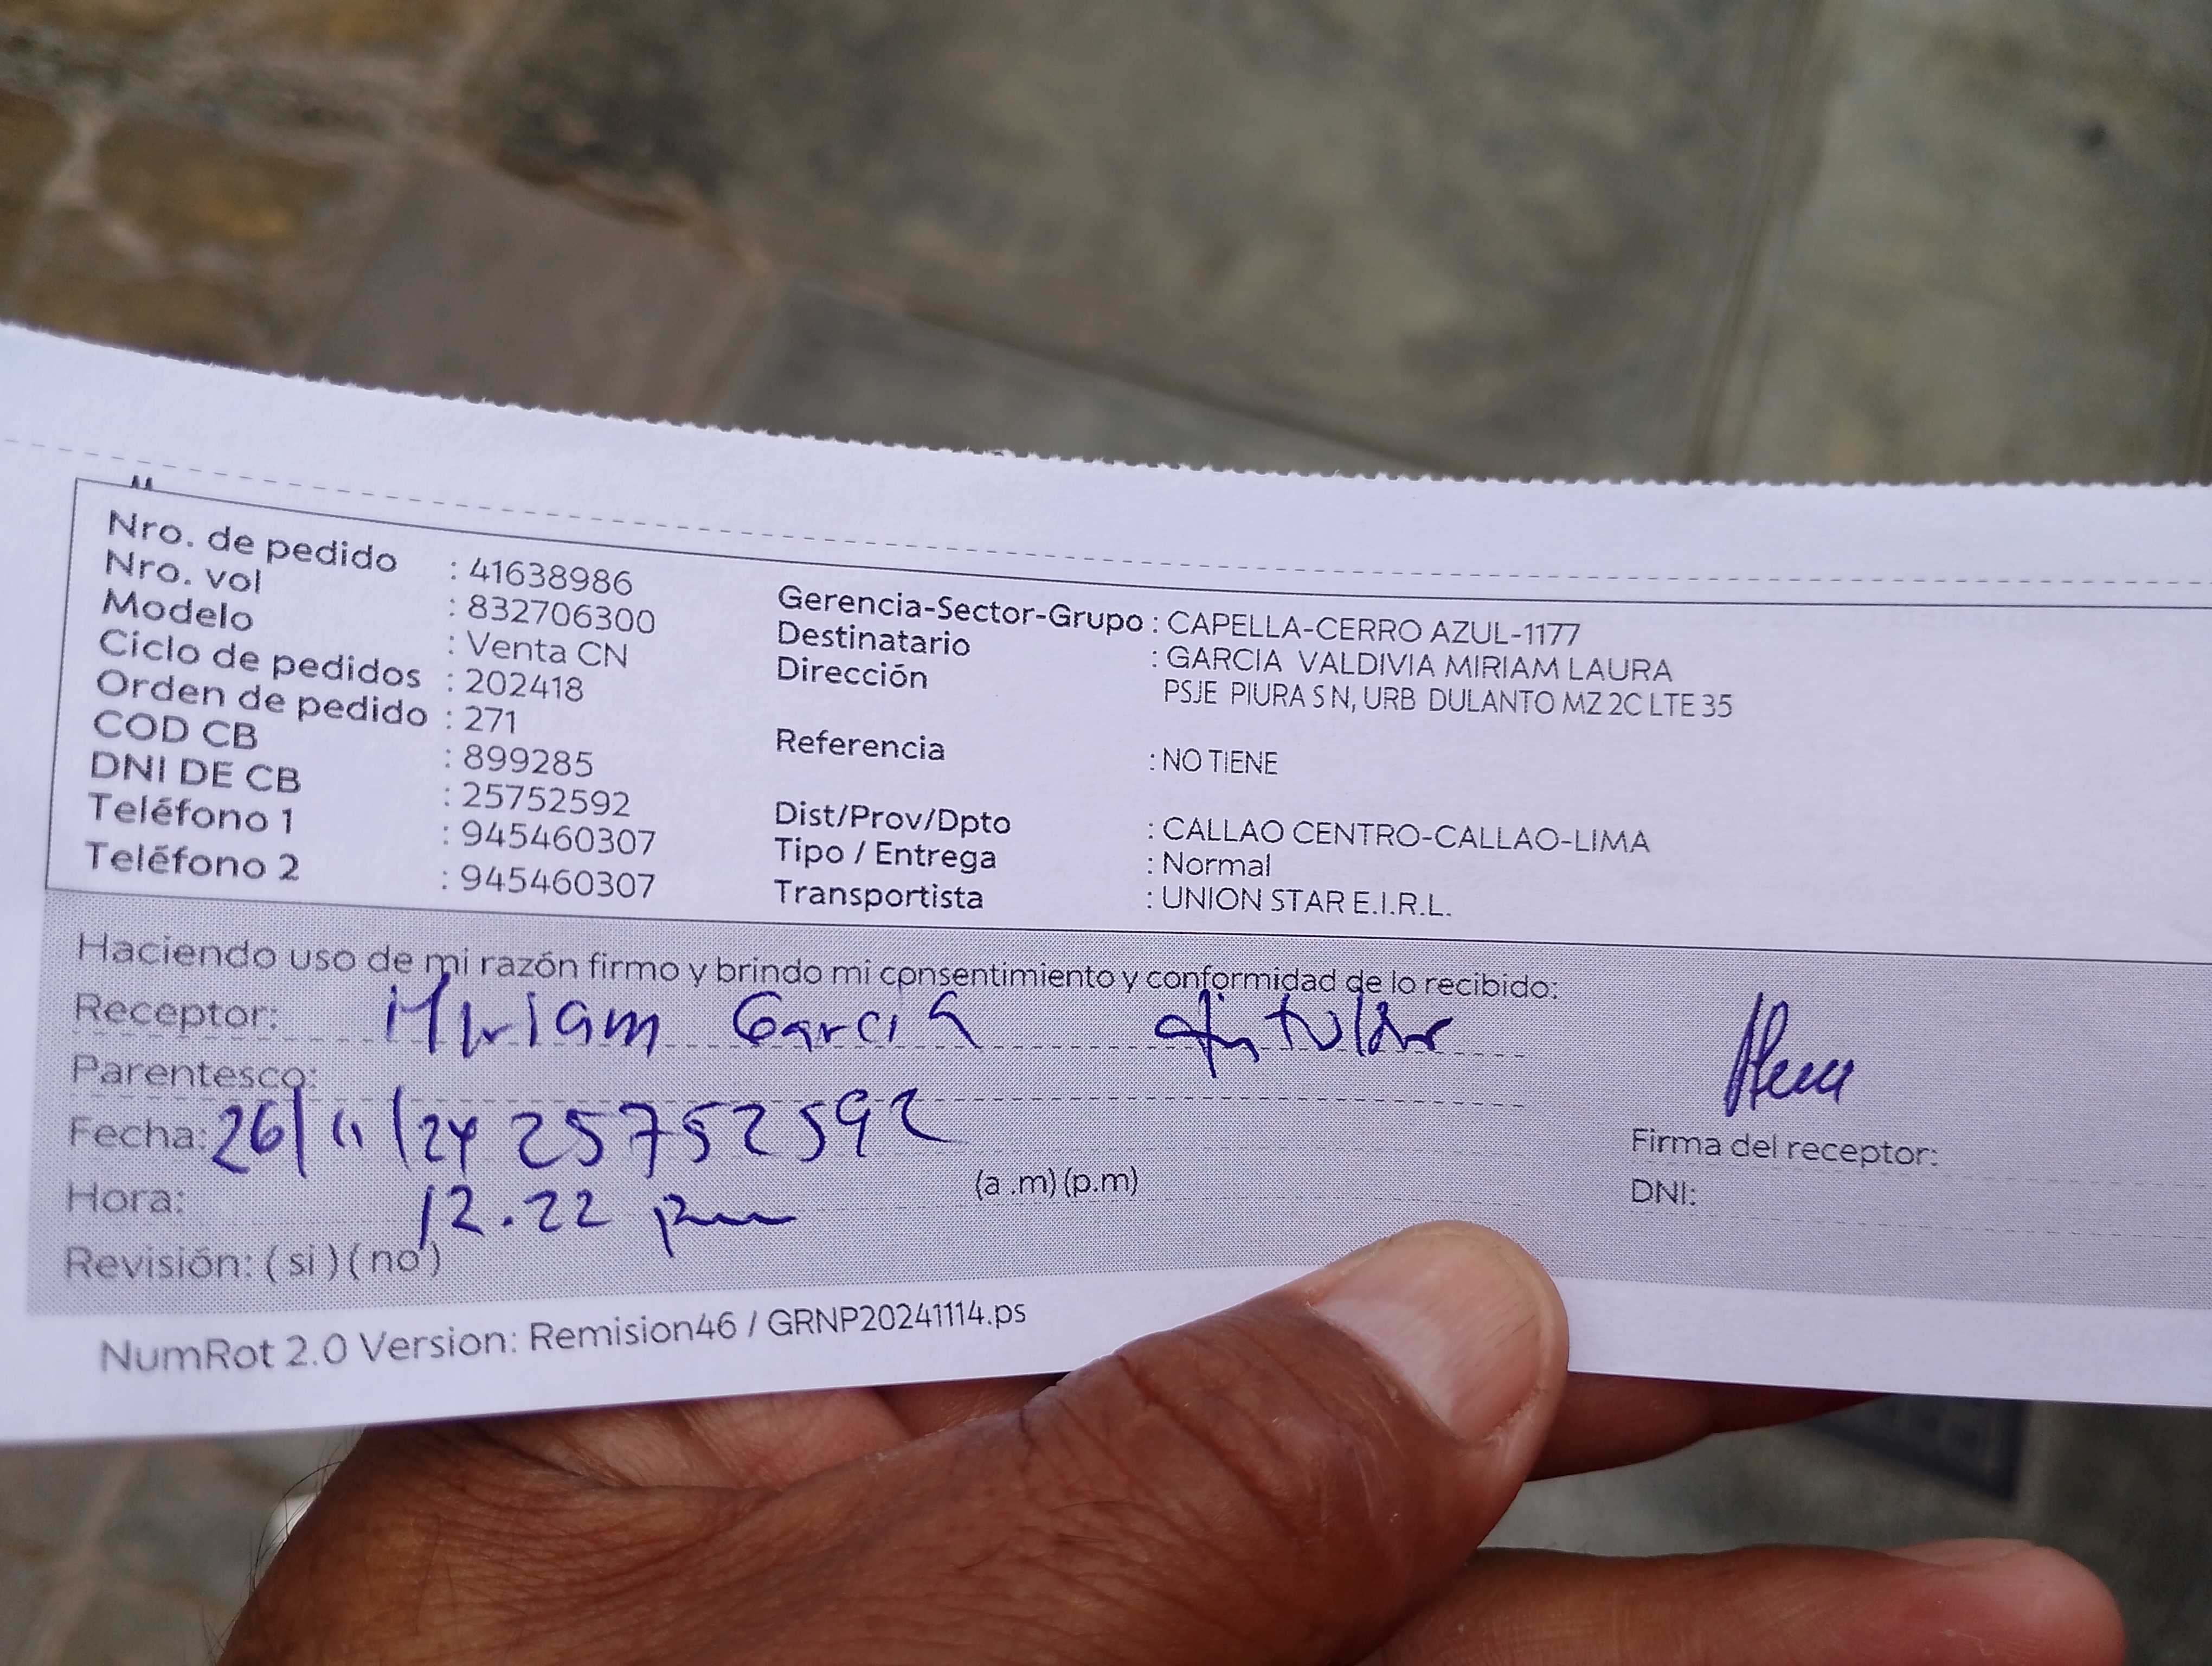 Nro. de pedido : 41638986
Nro. vol : 832706300
Modelo : Venta CN
Ciclo de pedidos : 202418
Orden de pedido : 271
COD CB : 899285
DNI DE CB : 25752592
Teléfono 1 : 945460307
Teléfono 2 : 945460307
Gerencia-Sector-Grupo : CAPELLA-CERRO AZUL-1177
Destinatario : GARCIA VALDIVIA MIRIAM LAURA
Dirección PSJE PIURA S N, URB DULANTO MZ 2C LTE 35
Referencia : NO TIENE
Dist/Prov/Dpto : CALLAO CENTRO-CALLAO-LIMA
Tipo / Entrega : Normal
Transportista : UNION STAR E.I.R.L.
Haciendo uso de mi razón firmo y brindo mi consentimiento y conformidad de lo recibido:
Receptor: Miriam Garcia
Parentesco:
Fecha: 26/11/24 25752592
Hora: 12.22 pm (a .m) (p.m)
Revisión: ( si ) ( no )
Firma del receptor:
DNI:
NumRot 2.0 Version: Remision46 / GRNP20241114.ps